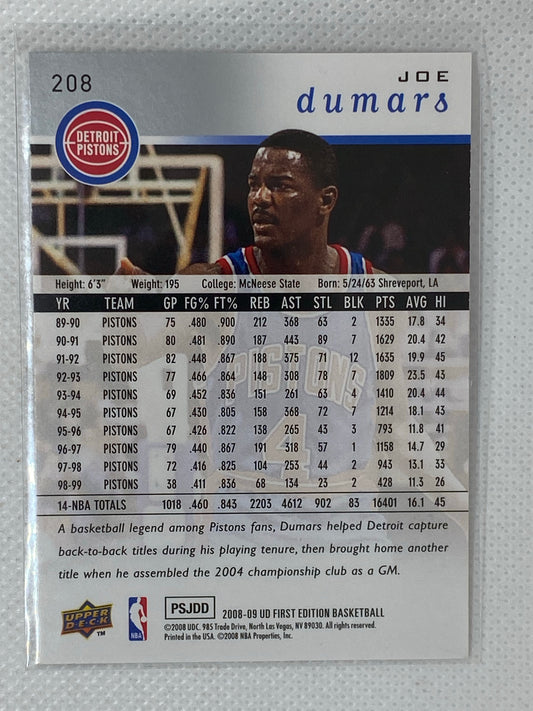 208
JOE
dumars
DETROIT
PISTONS
Height: 6'3" Weight: 195 College: McNeese State Born: 5/24/63 Shreveport, LA
YR TEAM GP FG% FT% REB AST STL BLK PTS AVG HI
89-90 PISTONS 75 .480 .900 212 368 63 2 1335 17.8 34
90-91 PISTONS 80 .481 .890 187 443 89 7 1629 20.4 42
91-92 PISTONS 82 .448 .867 188 375 71 12 1635 19.9 45
92-93 PISTONS 77 .466 .864 148 308 78 7 1809 23.5 43
93-94 PISTONS 69 .452 .836 151 261 63 4 1410 20.4 44
94-95 PISTONS 67 .430 .805 158 368 72 7 1214 18.1 43
95-96 PISTONS 67 .426 .822 138 265 43 3 793 11.8 41
96-97 PISTONS 79 .440 .867 191 318 57 1 1158 14.7 29
97-98 PISTONS 72 .416 .825 104 253 44 2 943 13.1 33
98-99 PISTONS 38 .411 .836 68 134 23 2 428 11.3 26
14-NBA TOTALS 1018 .460 .843 2203 4612 902 83 16401 16.1 45
PISTONS
4
A basketball legend among Pistons fans, Dumars helped Detroit capture
back-to-back titles during his playing tenure, then brought home another
title when he assembled the 2004 championship club as a GM.
UPPER
DECK
TM
NBA
PSJDD
2008-09 UD FIRST EDITION BASKETBALL
©2008 UDC. 985 Trade Drive, North Las Vegas, NV 89030. All rights reserved.
Printed in the USA. ©2008 NBA Properties, Inc.